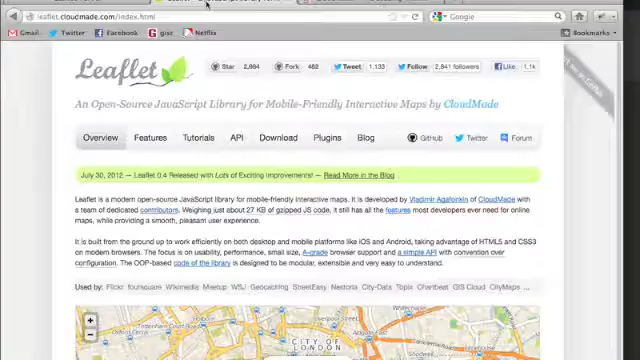 leaflet.cloudmade.com/index.html
Google
Gmail Twitter Facebook gist Netflix Bookmarks
Leaflet
Star 2,984 Fork 462 Tweet 1,133 Follow 2,841 followers Like 1.1k
An Open-Source JavaScript Library for Mobile-Friendly Interactive Maps by CloudMade
Overview Features Tutorials API Download Plugins Blog GitHub Twitter Forum
July 30, 2012 — Leaflet 0.4 Released with Lots of Exciting Improvements! — Read More in the Blog
Leaflet is a modern open-source JavaScript library for mobile-friendly interactive maps. It is developed by Vladimir Agafonkin of CloudMade with
a team of dedicated contributors. Weighing just about 27 KB of gzipped JS code, it still has all the features most developers ever need for online
maps, while providing a smooth, pleasant user experience.
It is built from the ground up to work efficiently on both desktop and mobile platforms like iOS and Android, taking advantage of HTML5 and CSS3
on modern browsers. The focus is on usability, performance, small size, A-grade browser support and a simple API with convention over
configuration. The OOP-based code of the library is designed to be modular, extensible and very easy to understand.
Used by: Flickr foursquare Wikimedia Meetup WSJ Geocaching StreetEasy Nestoria City-Data Topix Chartbeat GIS Cloud CityMaps ...
+
−
CITY OF
LONDON